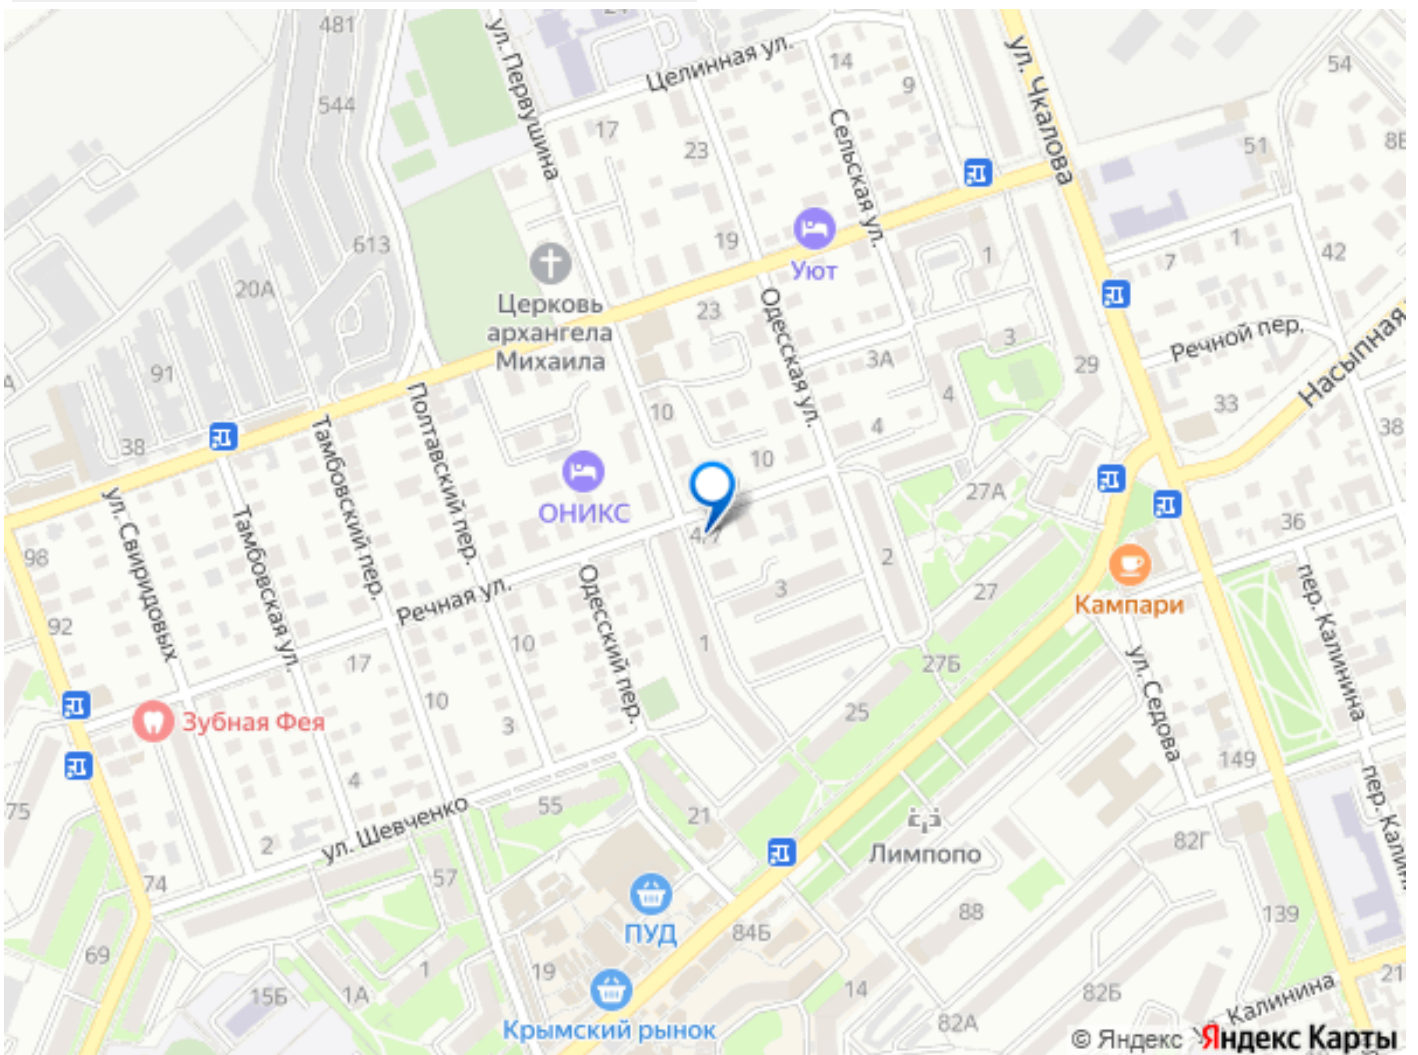 481
24
ул. Чкалова
Целинная ул.
14
54
ул. Первушина
9
544
17
Сельская ул.
51
23
613
19
1
1
42
7
Уют
20А
Церковь
архангела
Михаила
23
Одесская ул.
3
Речной пер.
3А
29
Насыпная
91
Полтавский пер.
10
4
33
38
Тамбовский пер.
4
38
10
27А
ул. Свиридовых
ОНИКС
Тамбовская ул.
36
98
4/7
2
Речная ул.
Одесский пер.
3
27
Кампари
пер. Калинина
92
10
1
27Б
17
ул. Седова
10
25
3
Зубная Фея
149
4
пер. Калин
75
55
21
ул. Шевченко
82Г
2
Лимпопо
57
74
88
139
ПУД
84Б
69
19
1
21
15Б
1А
14
82Б
ул. Калинина
82А
Крымский рынок
© Яндекс Яндекс Карты